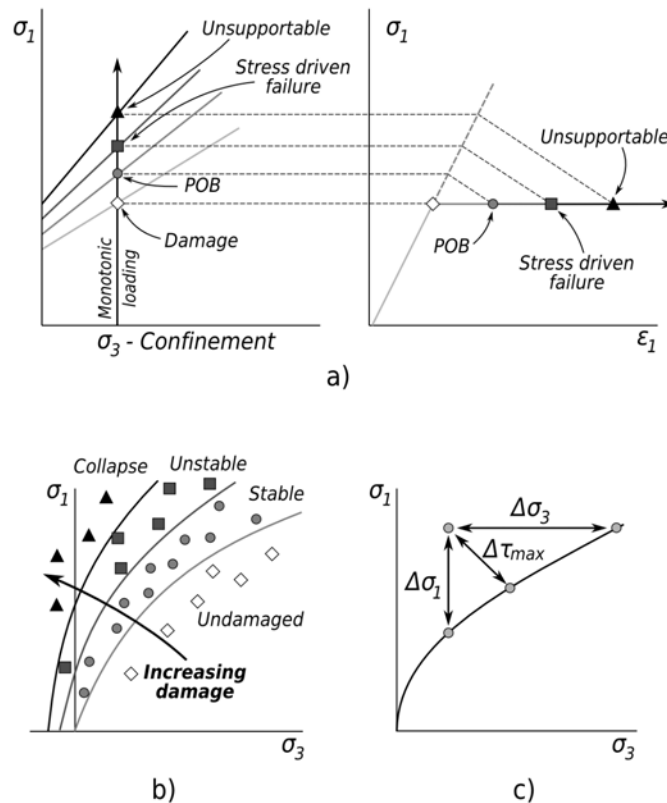 σ1
Unsupportable
Stress driven
failure
POB
Damage
Monotonic
loading
σ3 - Confinement
σ1
Unsupportable
POB
Stress driven
failure
ε1
a)
Collapse
Unstable
Stable
σ1
Undamaged
Increasing
damage
σ3
b)
σ1
Δσ3
Δτmax
Δσ1
σ3
c)